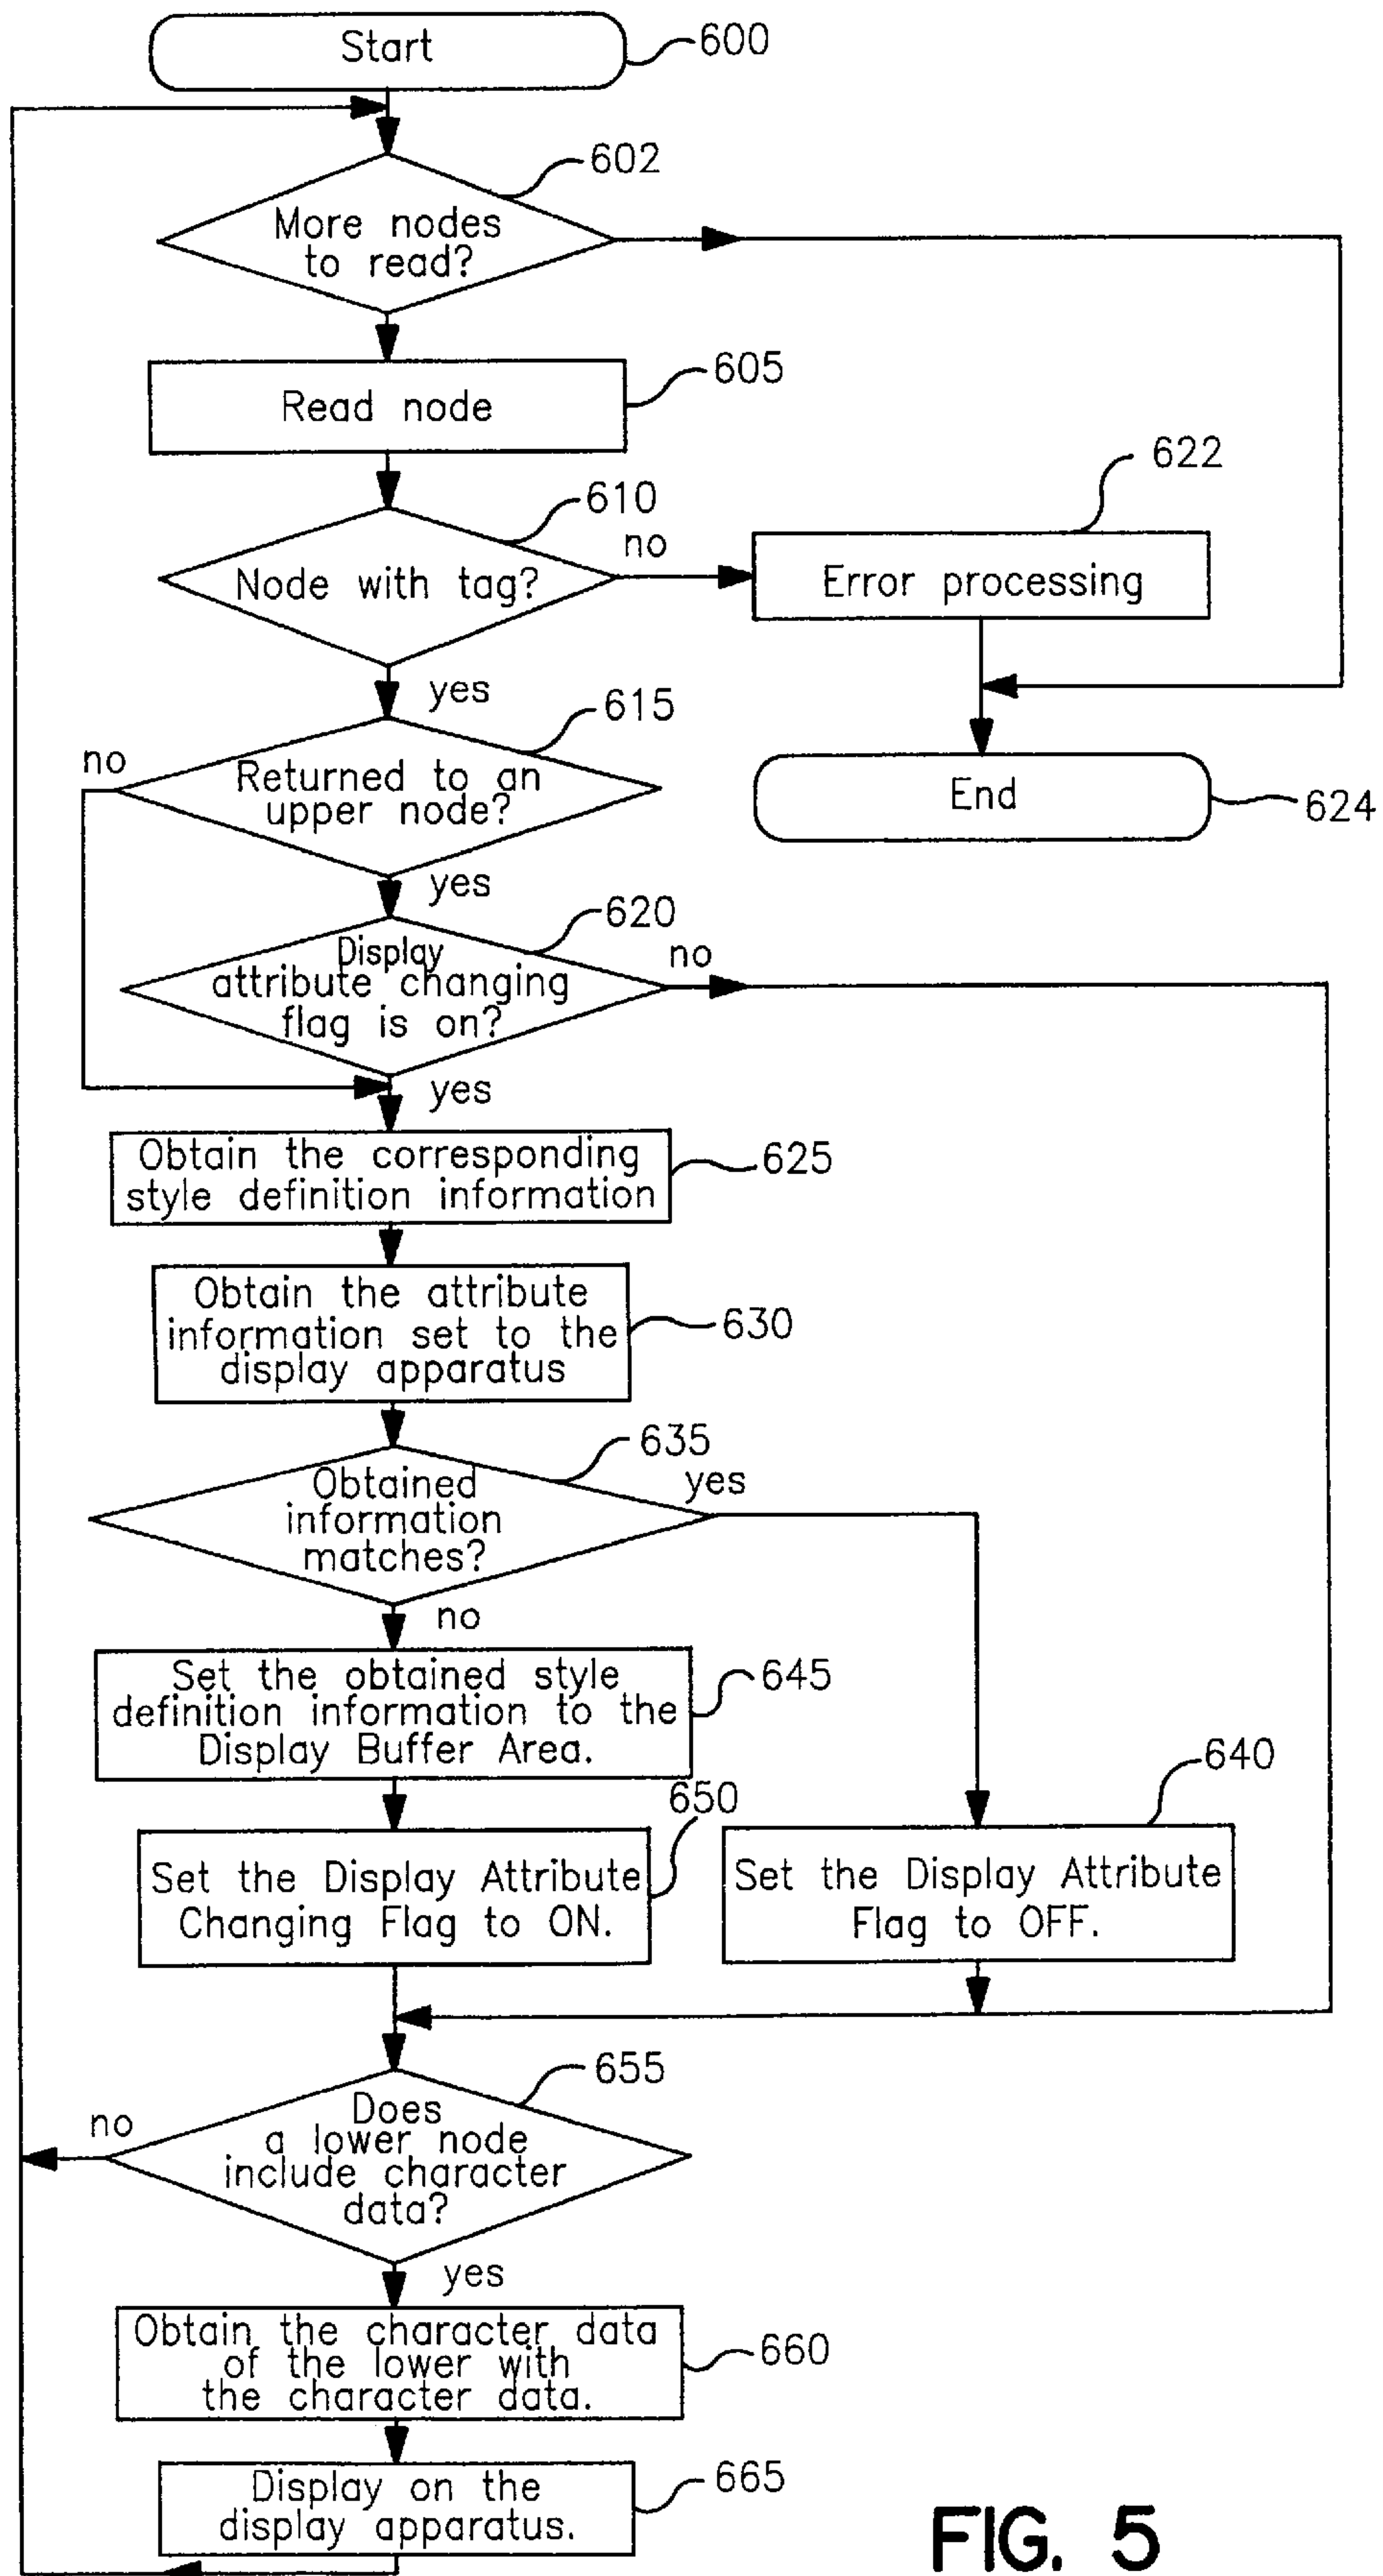 Start
600
602
More nodes
to read?
605
Read node
622
610
no
Node with tag?
Error processing
yes
615
no
Returned to an
upper node?
End
624
yes
620
no
Display
attribute changing
flag is on?
yes
Obtain the corresponding
style definition information
625
Obtain the attribute
information set to the
display apparatus
630
635
yes
Obtained
information
matches?
no
Set the obtained style
definition information to the
Display Buffer Area.
645
640
650
Set the Display Attribute
Changing Flag to ON.
Set the Display Attribute
Flag to OFF.
655
no
Does
a lower node
include character
data?
yes
Obtain the character data
of the lower with
the character data.
660
Display on the
display apparatus.
665
FIG. 5